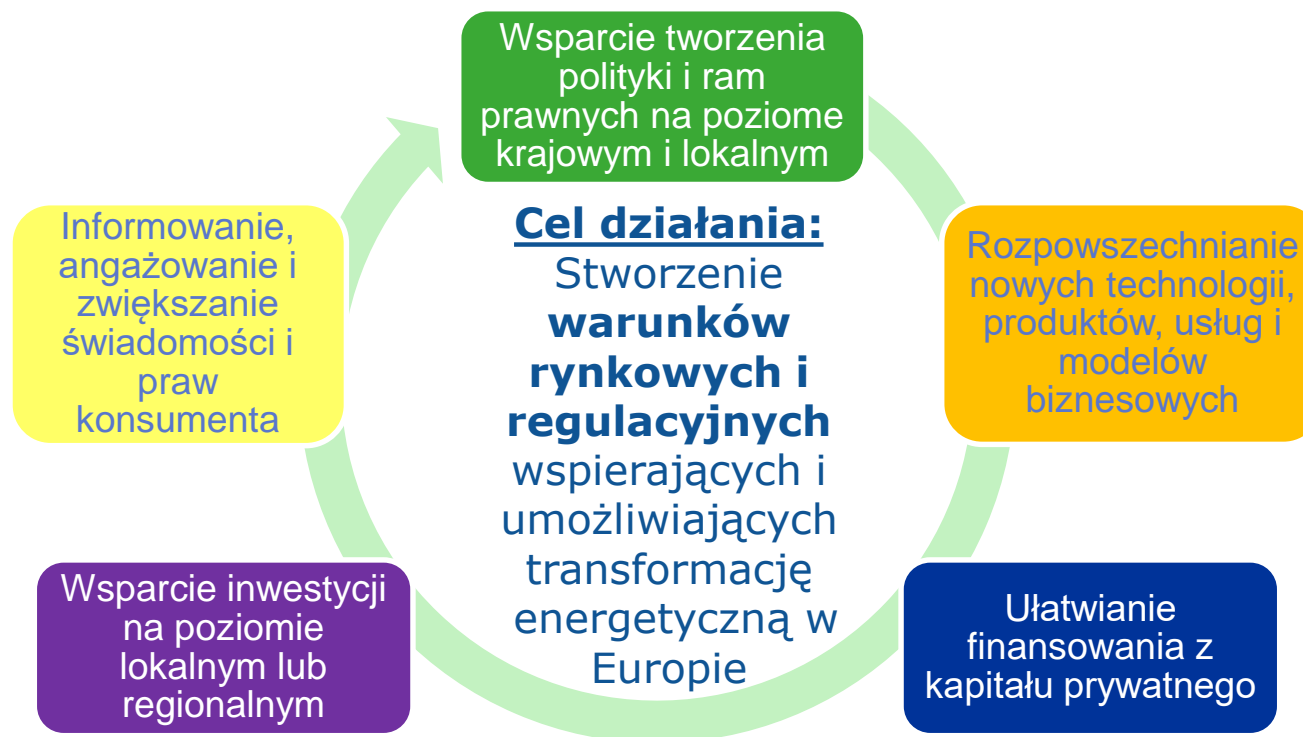 Wsparcie tworzenia
polityki i ram
prawnych na poziome
krajowym i lokalnym
Informowanie,
angażowanie i
zwiększanie
świadomości i
praw
konsumenta
Cel działania:
Stworzenie
warunków
rynkowych i
regulacyjnych
wspierających i
umożliwiających
transformację
energetyczną w
Europie
Rozpowszechnianie
nowych technologii,
produktów, usług i
modelów
biznesowych
Wsparcie inwestycji
na poziomie
lokalnym lub
regionalnym
Ułatwianie
finansowania z
kapitału prywatnego